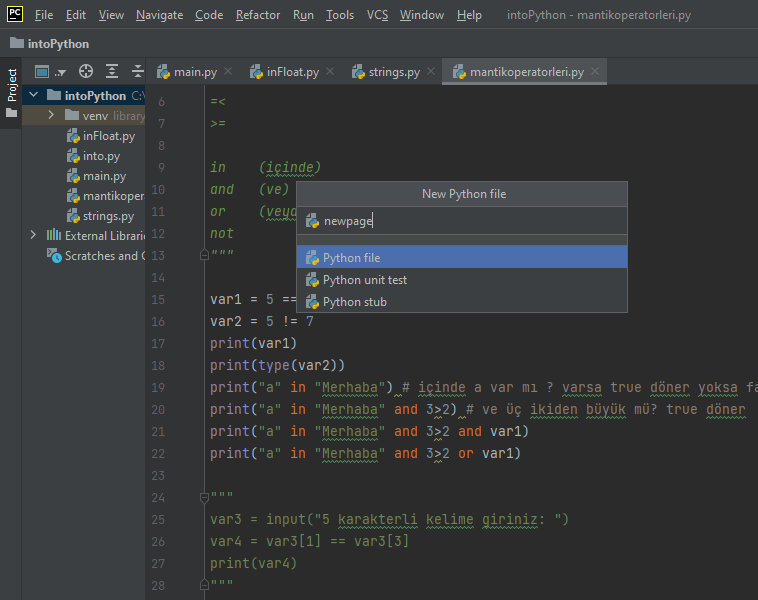 PC File Edit View Navigate Code Refactor Run Tools VCS Window Help intoPython - mantikoperatorleri.py
intoPython
Project
main.py inFloat.py strings.py mantikoperatorleri.py
intoPython C:\
venv library
inFloat.py
into.py
main.py
mantikoper
strings.py
External Librari
Scratches and C
6 =<
7 >=
8
9 in (içinde)
10 and (ve)
11 or (veya
12 not
13 """
14
15 var1 = 5 ==
16 var2 = 5 != 7
17 print(var1)
18 print(type(var2))
19 print("a" in "Merhaba") # içinde a var mı ? varsa true döner yoksa fa
20 print("a" in "Merhaba" and 3>2) # ve üç ikiden büyük mü? true döner
21 print("a" in "Merhaba" and 3>2 and var1)
22 print("a" in "Merhaba" and 3>2 or var1)
23
24 """
25 var3 = input("5 karakterli kelime giriniz: ")
26 var4 = var3[1] == var3[3]
27 print(var4)
28 """
New Python file
newpage
Python file
Python unit test
Python stub